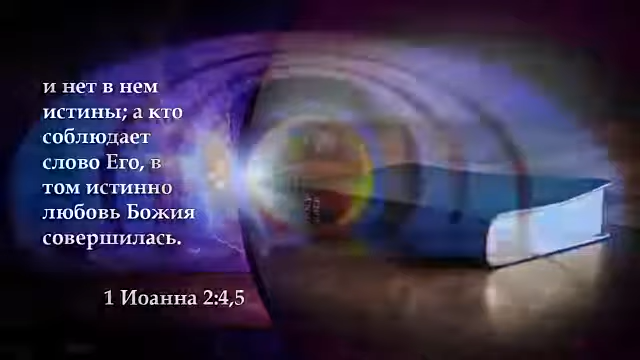 и нет в нем
истины; а кто
соблюдает
слово Его, в
том истинно
любовь Божия
совершилась.
1 Иоанна 2:4,5